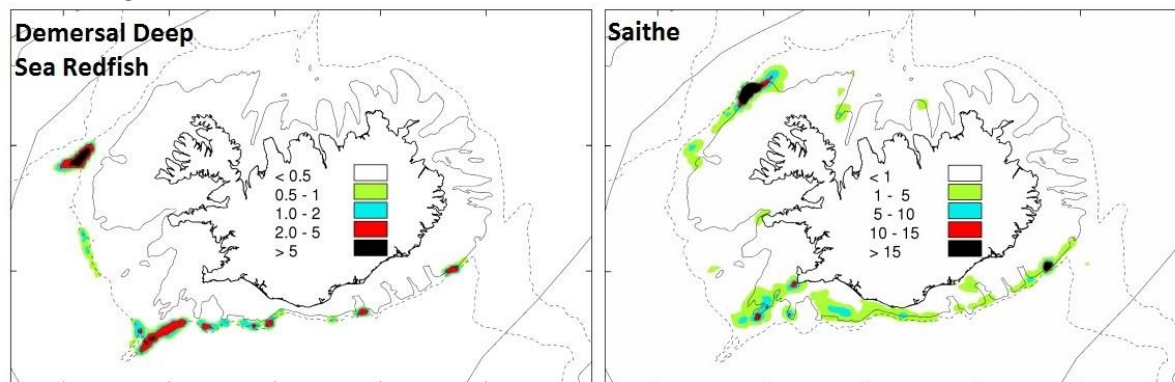 Demersal Deep
Sea Redfish
< 0.5
0.5 - 1
1.0 - 2
2.0 - 5
> 5
Saithe
< 1
1 - 5
5 - 10
10 - 15
> 15